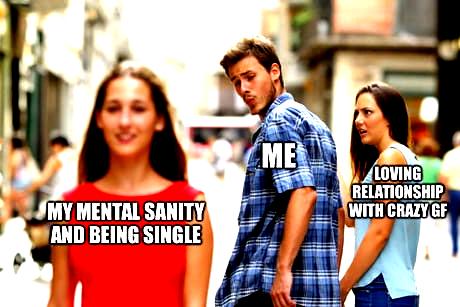 MY MENTAL SANITY
AND BEING SINGLE
ME
LOVING
RELATIONSHIP
WITH CRAZY GF